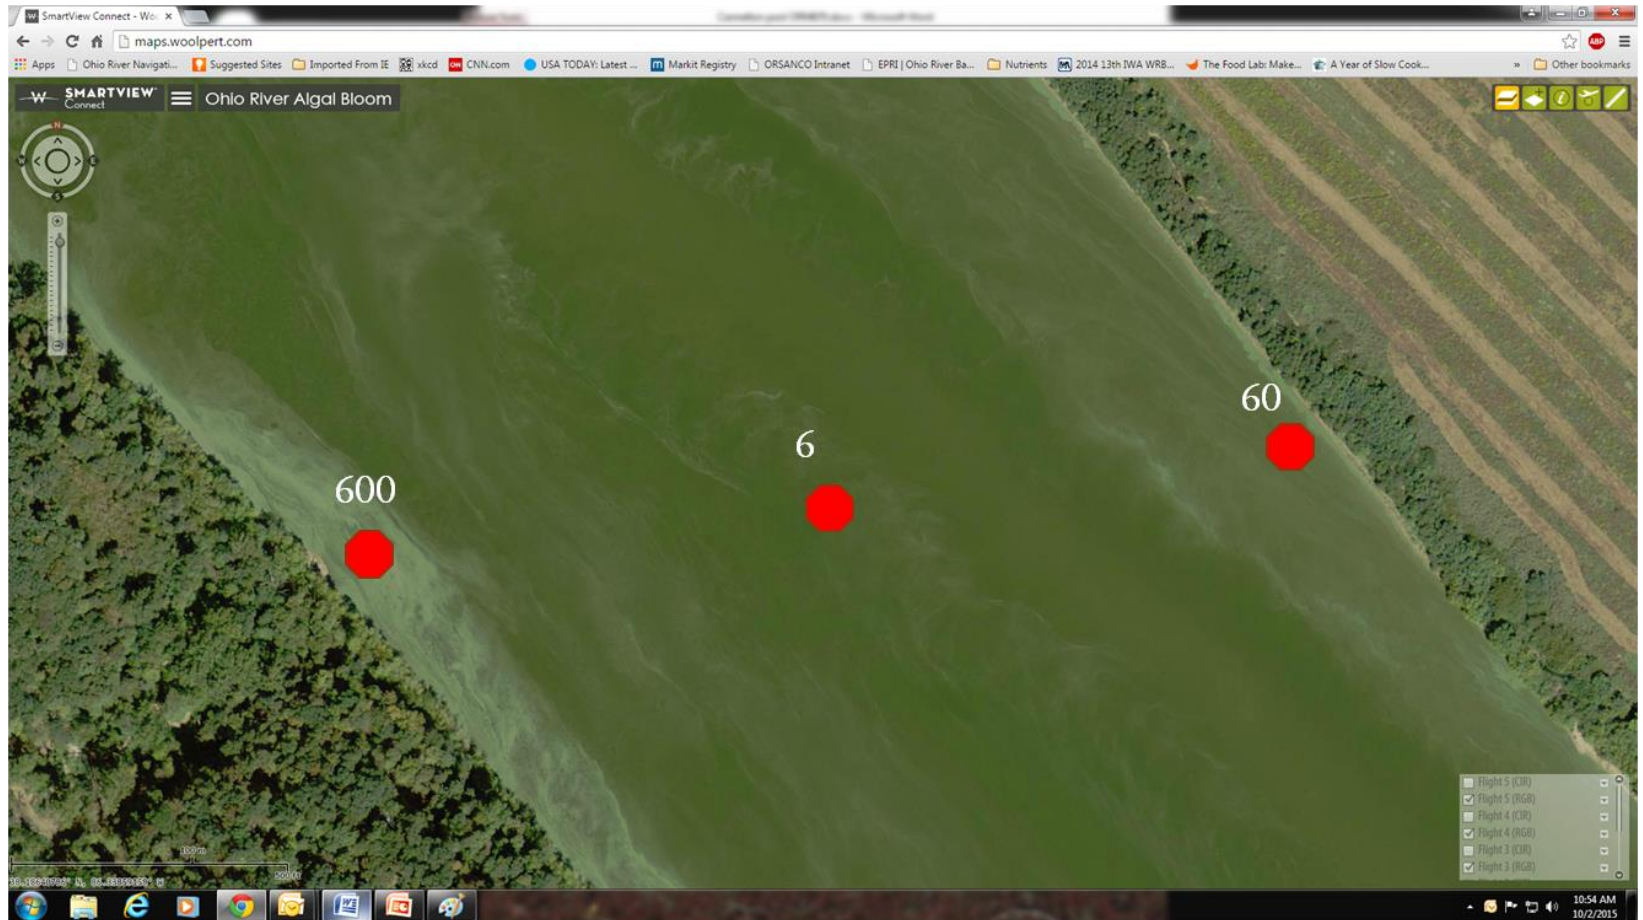 SmartView Connect - Wo
maps.woolpert.com
Apps Ohio River Navigati... Suggested Sites Imported From IE xkcd CNN.com USA TODAY: Latest ... Markit Registry ORSANCO Intranet EPRI | Ohio River Ba... Nutrients 2014 13th IWA WRB... The Food Lab: Make... A Year of Slow Cook... » Other bookmarks
SMARTVIEW
Connect
Ohio River Algal Bloom
60
6
600
Flight 5 (CIR)
Flight 5 (RGB)
Flight 4 (CIR)
Flight 4 (RGB)
Flight 3 (CIR)
Flight 3 (RGB)
100 m
500 ft
10:54 AM
10/2/2015